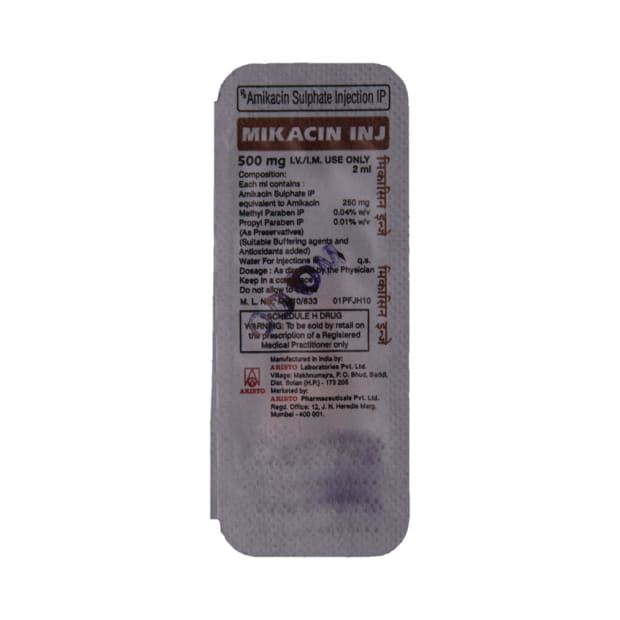 ℞Amikacin Sulphate Injection IP
MIKACIN INJ
500 mg I.V./I.M. USE ONLY
2 ml
Composition:
Each ml contains :
Amikacin Sulphate IP
equivalent to Amikacin 250 mg
Methyl Paraben IP 0.04% w/v
Propyl Paraben IP 0.01% w/v
(As Preservatives)
(Suitable Buffering agents and
Antioxidants added)
Water For Injections q.s.
Dosage : As by the Physician
Keep in a
Do not allow to
M. L. 01PFJH10
SCHEDULE H DRUG
WARNING: To be sold by retail on
the prescription of a Registered
Medical Practitioner only
Manufactured in India by:
ARISTO Laboratories Pvt. Ltd.
Village: Makhnumajra, P. O. Bhud, Baddi,
Dist. Solan (H.P.) - 173 205
Marketed by:
ARISTO Pharmaceuticals Pvt. Ltd.
Regd. Office: 12, J. N. Heredia Marg,
Mumbai - 400 001.
ARISTO
मिकासिन इन्जे
मिकासिन इन्जे